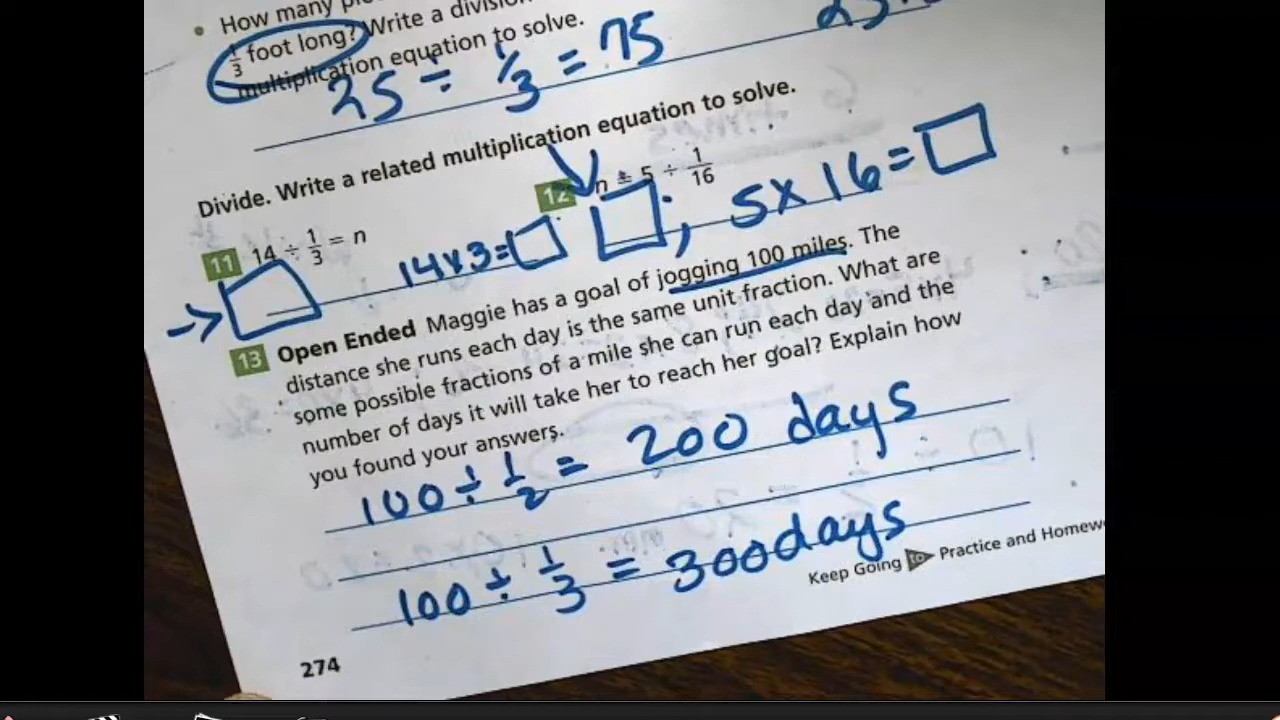 • How many
1/3 foot long? Write a division
multiplication equation to solve.
25 ÷ 1/3 = 75
Divide. Write a related multiplication equation to solve.
11 14 ÷ 1/3 = n
14 x 3 = □
12 n = 5 ÷ 1/16
□ , 5 x 16 = □
13 Open Ended Maggie has a goal of jogging 100 miles. The
distance she runs each day is the same unit fraction. What are
some possible fractions of a mile she can run each day and the
number of days it will take her to reach her goal? Explain how
you found your answers.
100 ÷ 1/2 = 200 days
100 ÷ 1/3 = 300 days
Keep Going to Practice and Homew
274